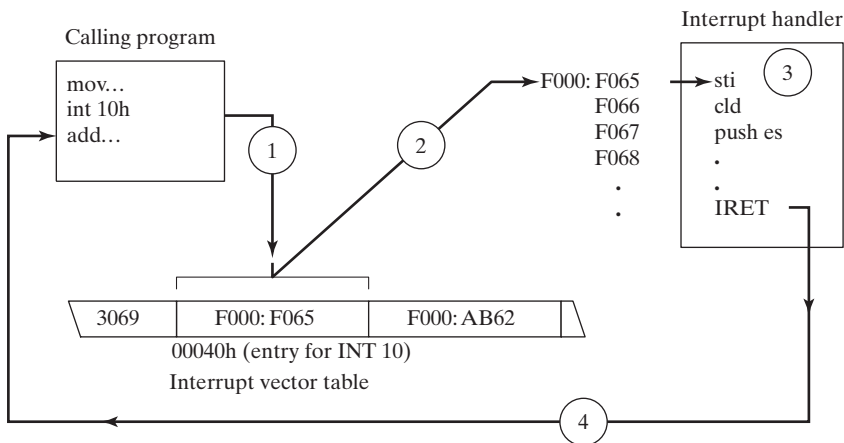 Interrupt handler
Calling program
mov...
int 10h
add...
1
2
F000: F065
F066
F067
F068
.
.
3
sti
cld
push es
.
.
IRET
3069
F000: F065
F000: AB62
00040h (entry for INT 10)
Interrupt vector table
4